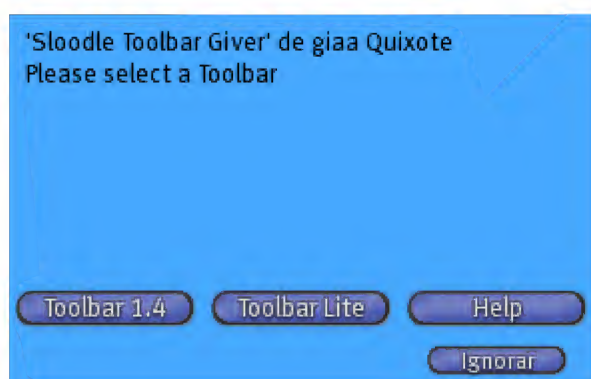 'Sloodle Toolbar Giver' de giaa Quixote
Please select a Toolbar
Toolbar 1.4 Toolbar Lite Help
Ignorar